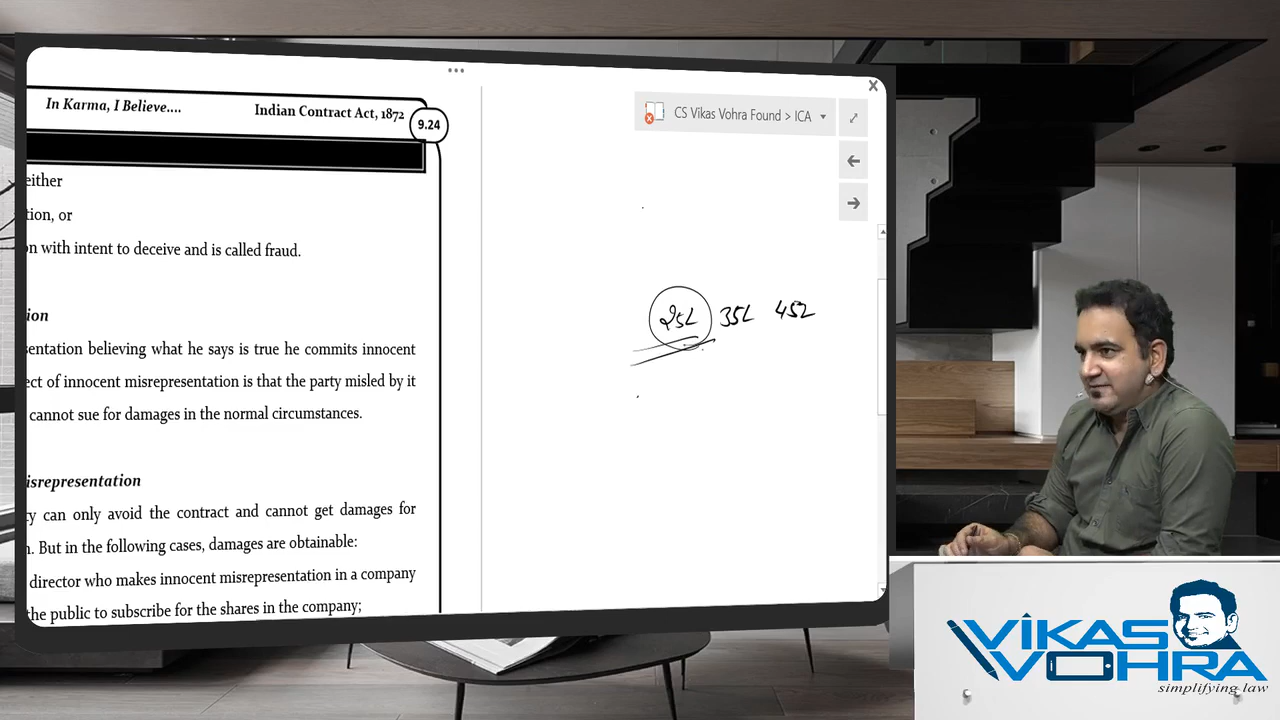 •••
x
In Karma, I Believe.... Indian Contract Act, 1872 9.24
either
tion, or
on with intent to deceive and is called fraud.
ion
sentation believing what he says is true he commits innocent
ect of innocent misrepresentation is that the party misled by it
cannot sue for damages in the normal circumstances.
isrepresentation
ty can only avoid the contract and cannot get damages for
n. But in the following cases, damages are obtainable:
director who makes innocent misrepresentation in a company
the public to subscribe for the shares in the company;
CS Vikas Vohra Found > ICA
25L 35L 45L
VIKAS
VOHRA
simplifying law